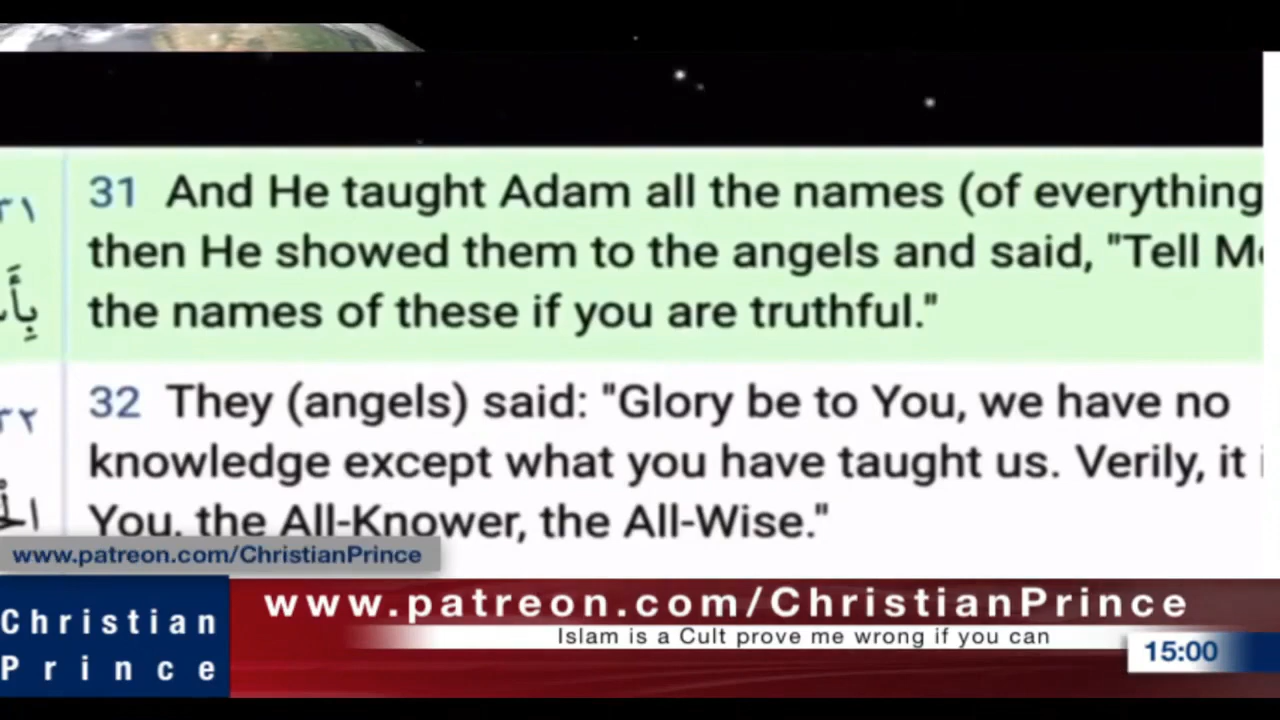 31 And He taught Adam all the names (of everything
then He showed them to the angels and said, "Tell
the names of these if you are truthful."
٣١
32 They (angels) said: "Glory be to You, we have no
knowledge except what you have taught us. Verily, it
You, the All-Knower, the All-Wise."
٣٢
www.patreon.com/ChristianPrince
Christian
Prince
www.patreon.com/ChristianPrince
Islam is a Cult prove me wrong if you can
15:00